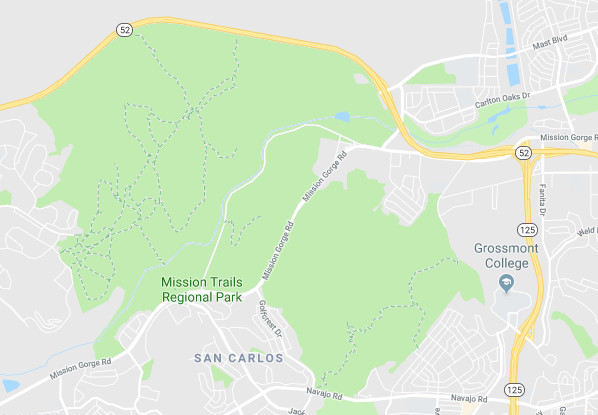 52
Mast Blvd
Carlton Oaks Dr
Mission Gorge R
52
Mission Gorge Rd
Fanita Dr
125
Weld
Mission Gorge Rd
Grossmont
College
Mission Trails
Regional Park
Golfcrest Dr
SAN CARLOS
Mission Gorge Rd
Navajo Rd
Navajo Rd
125
Jac